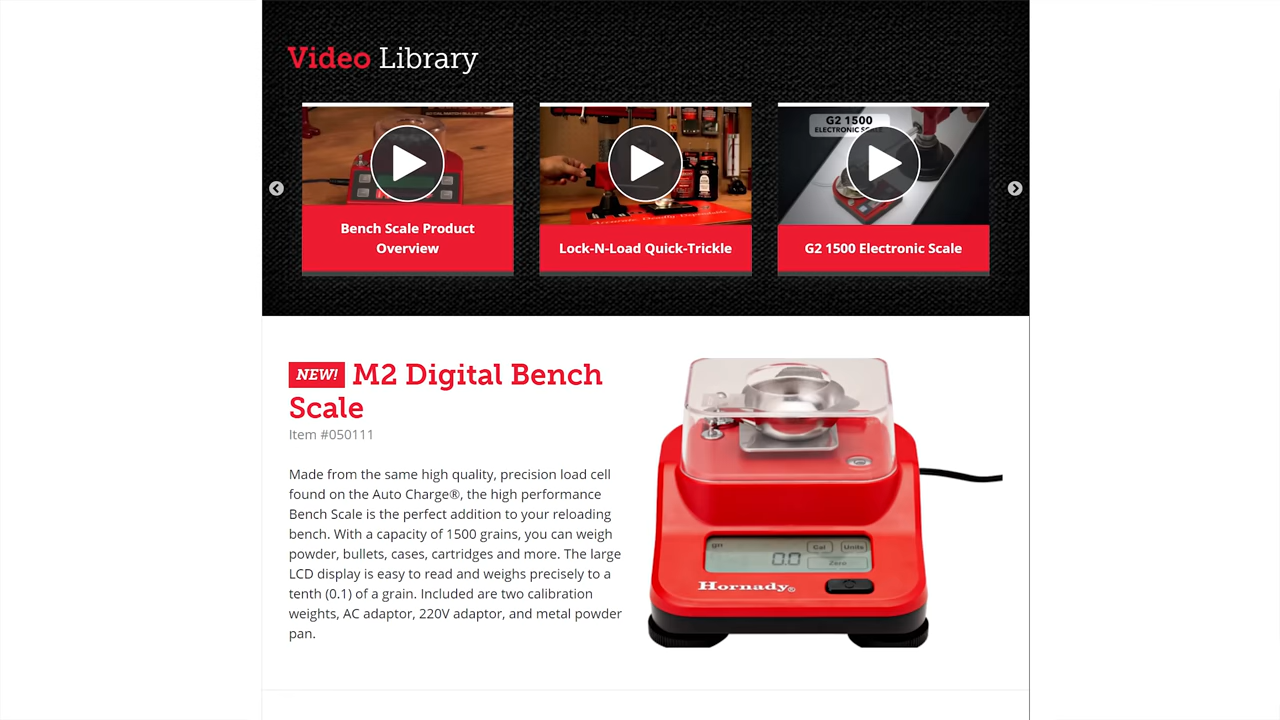 Video Library
G2 1500
ELECTRONIC SCALE
Bench Scale Product
Overview
Lock-N-Load Quick-Trickle
G2 1500 Electronic Scale
NEW! M2 Digital Bench
Scale
Item #050111
Made from the same high quality, precision load cell
found on the Auto Charge®, the high performance
Bench Scale is the perfect addition to your reloading
bench. With a capacity of 1500 grains, you can weigh
powder, bullets, cases, cartridges and more. The large
LCD display is easy to read and weighs precisely to a
tenth (0.1) of a grain. Included are two calibration
weights, AC adaptor, 220V adaptor, and metal powder
pan.
gn
Cal Units
0.0 Zero
Hornady®